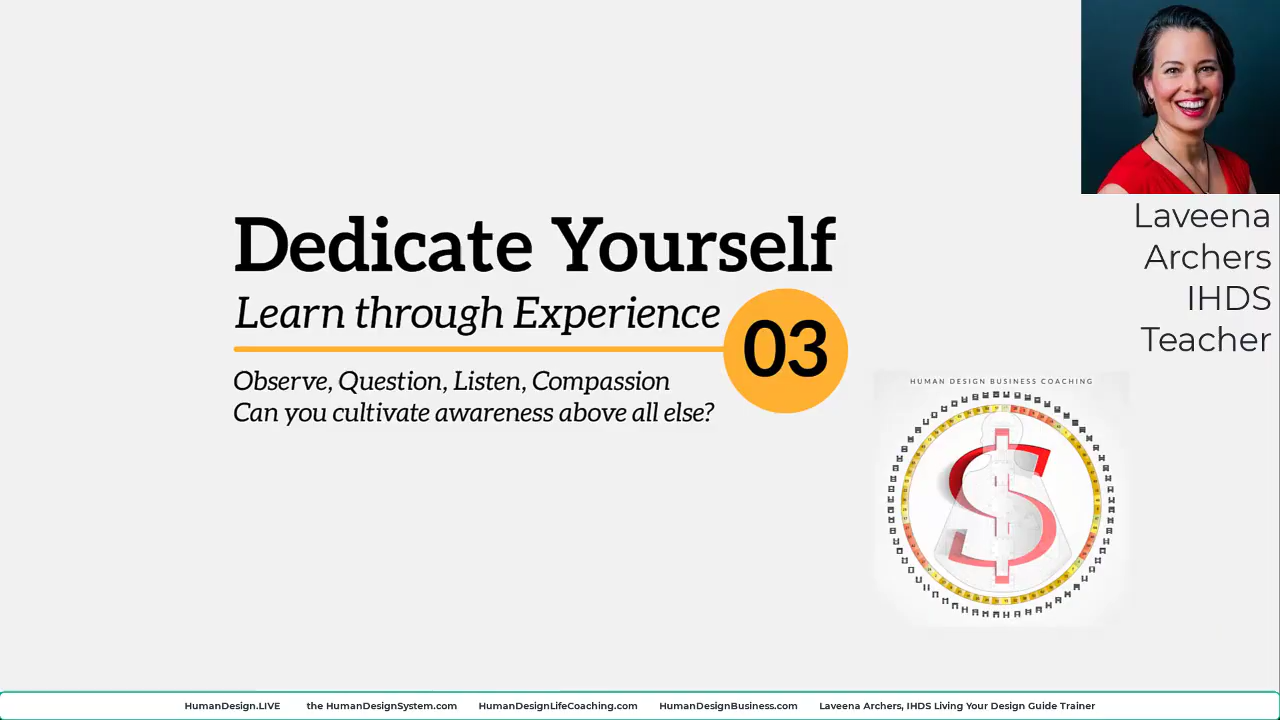 Dedicate Yourself
Learn through Experience
03
Observe, Question, Listen, Compassion
Can you cultivate awareness above all else?
Laveena
Archers
IHDS
Teacher
HUMAN DESIGN BUSINESS COACHING
HumanDesign.LIVE the HumanDesignSystem.com HumanDesignLifeCoaching.com HumanDesignBusiness.com Laveena Archers, IHDS Living Your Design Guide Trainer